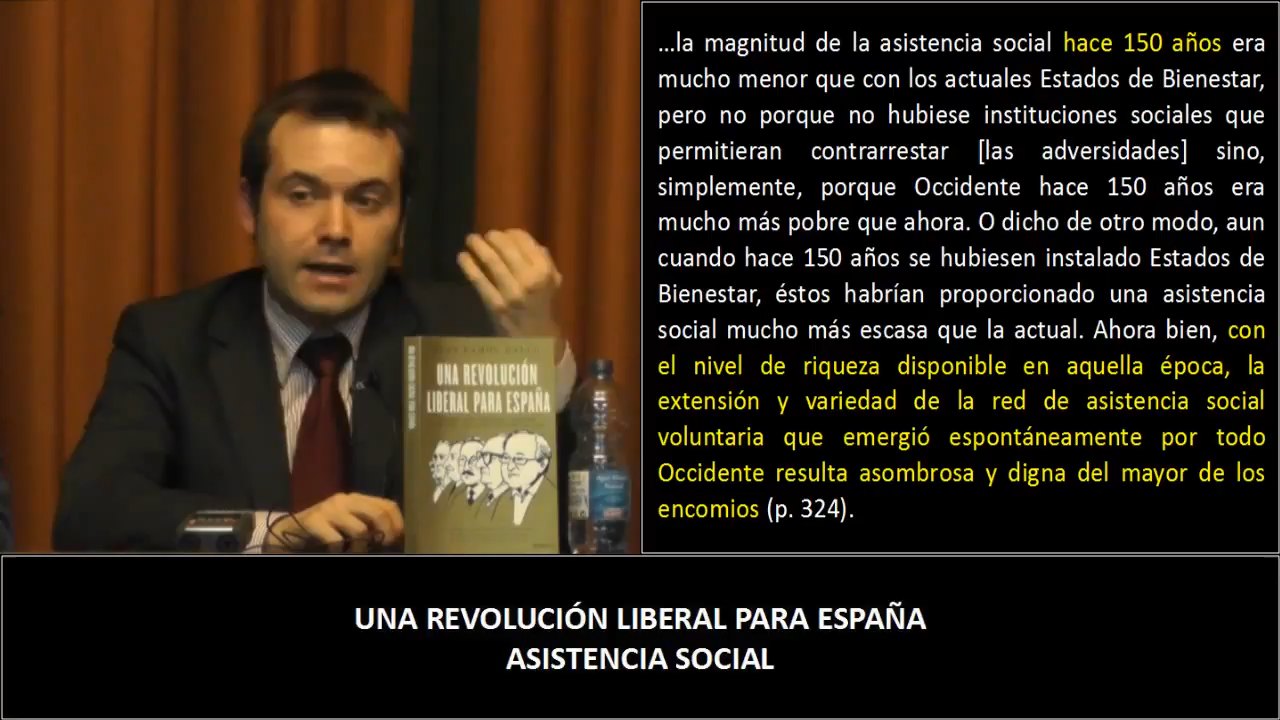 …la magnitud de la asistencia social hace 150 años era
mucho menor que con los actuales Estados de Bienestar,
pero no porque no hubiese instituciones sociales que
permitieran contrarrestar [las adversidades] sino,
simplemente, porque Occidente hace 150 años era
mucho más pobre que ahora. O dicho de otro modo, aun
cuando hace 150 años se hubiesen instalado Estados de
Bienestar, éstos habrían proporcionado una asistencia
social mucho más escasa que la actual. Ahora bien, con
el nivel de riqueza disponible en aquella época, la
extensión y variedad de la red de asistencia social
voluntaria que emergió espontáneamente por todo
Occidente resulta asombrosa y digna del mayor de los
encomios (p. 324).
UNA REVOLUCIÓN
LIBERAL PARA ESPAÑA
UNA REVOLUCIÓN LIBERAL PARA ESPAÑA
ASISTENCIA SOCIAL